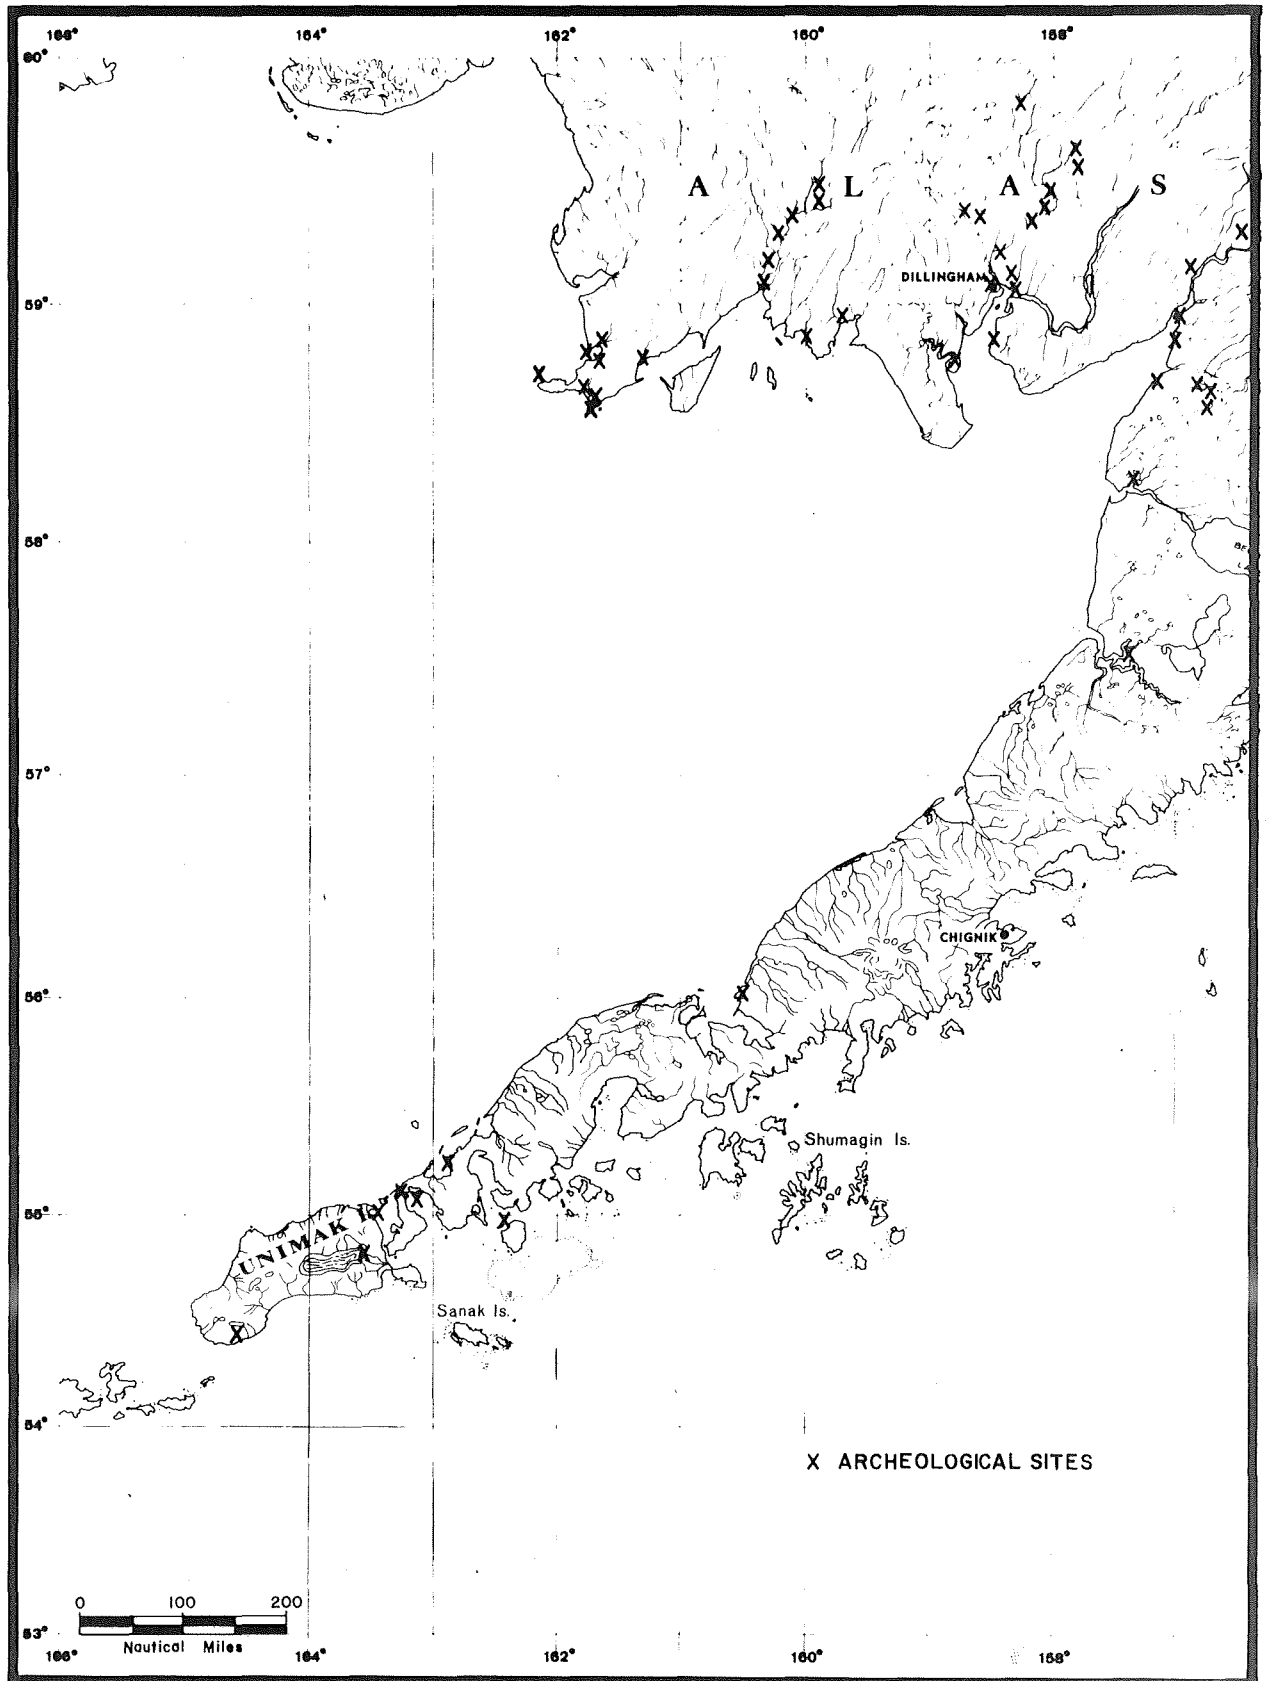 166° 164° 162° 160° 158°
60°
A L A S
DILLINGHAM
59°
58°
57°
CHIGNIK
56°
Shumagin Is.
55°
UNIMAK I.
Sanak Is.
54°
X ARCHEOLOGICAL SITES
0 100 200
Nautical Miles
53°
166° 164° 162° 160° 158°